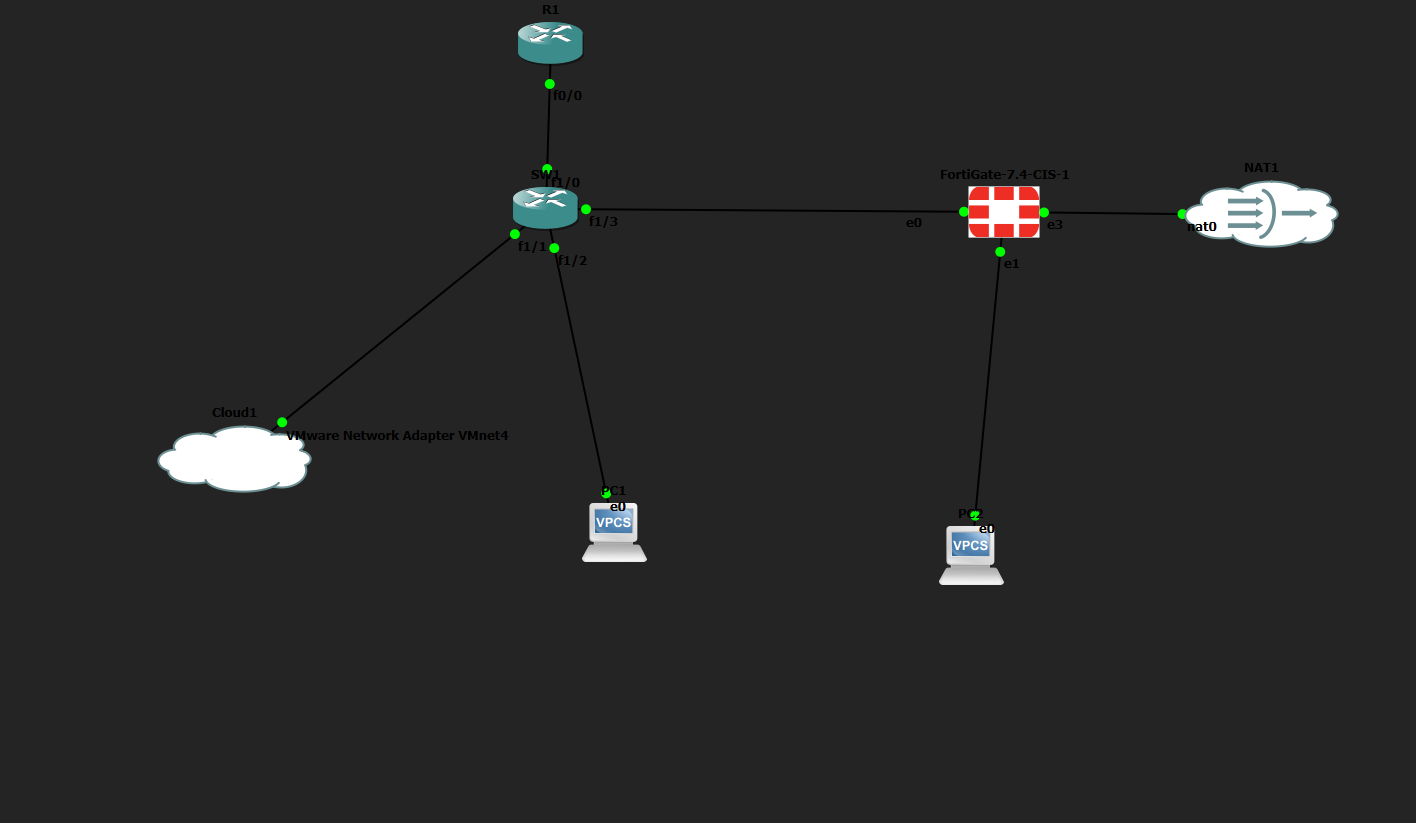 R1
f0/0
SW1
f1/0
f1/3
f1/1
f1/2
FortiGate-7.4-CIS-1
e0
e3
e1
NAT1
nat0
Cloud1
VMware Network Adapter VMnet4
PC1
e0
VPCS
PC2
e0
VPCS